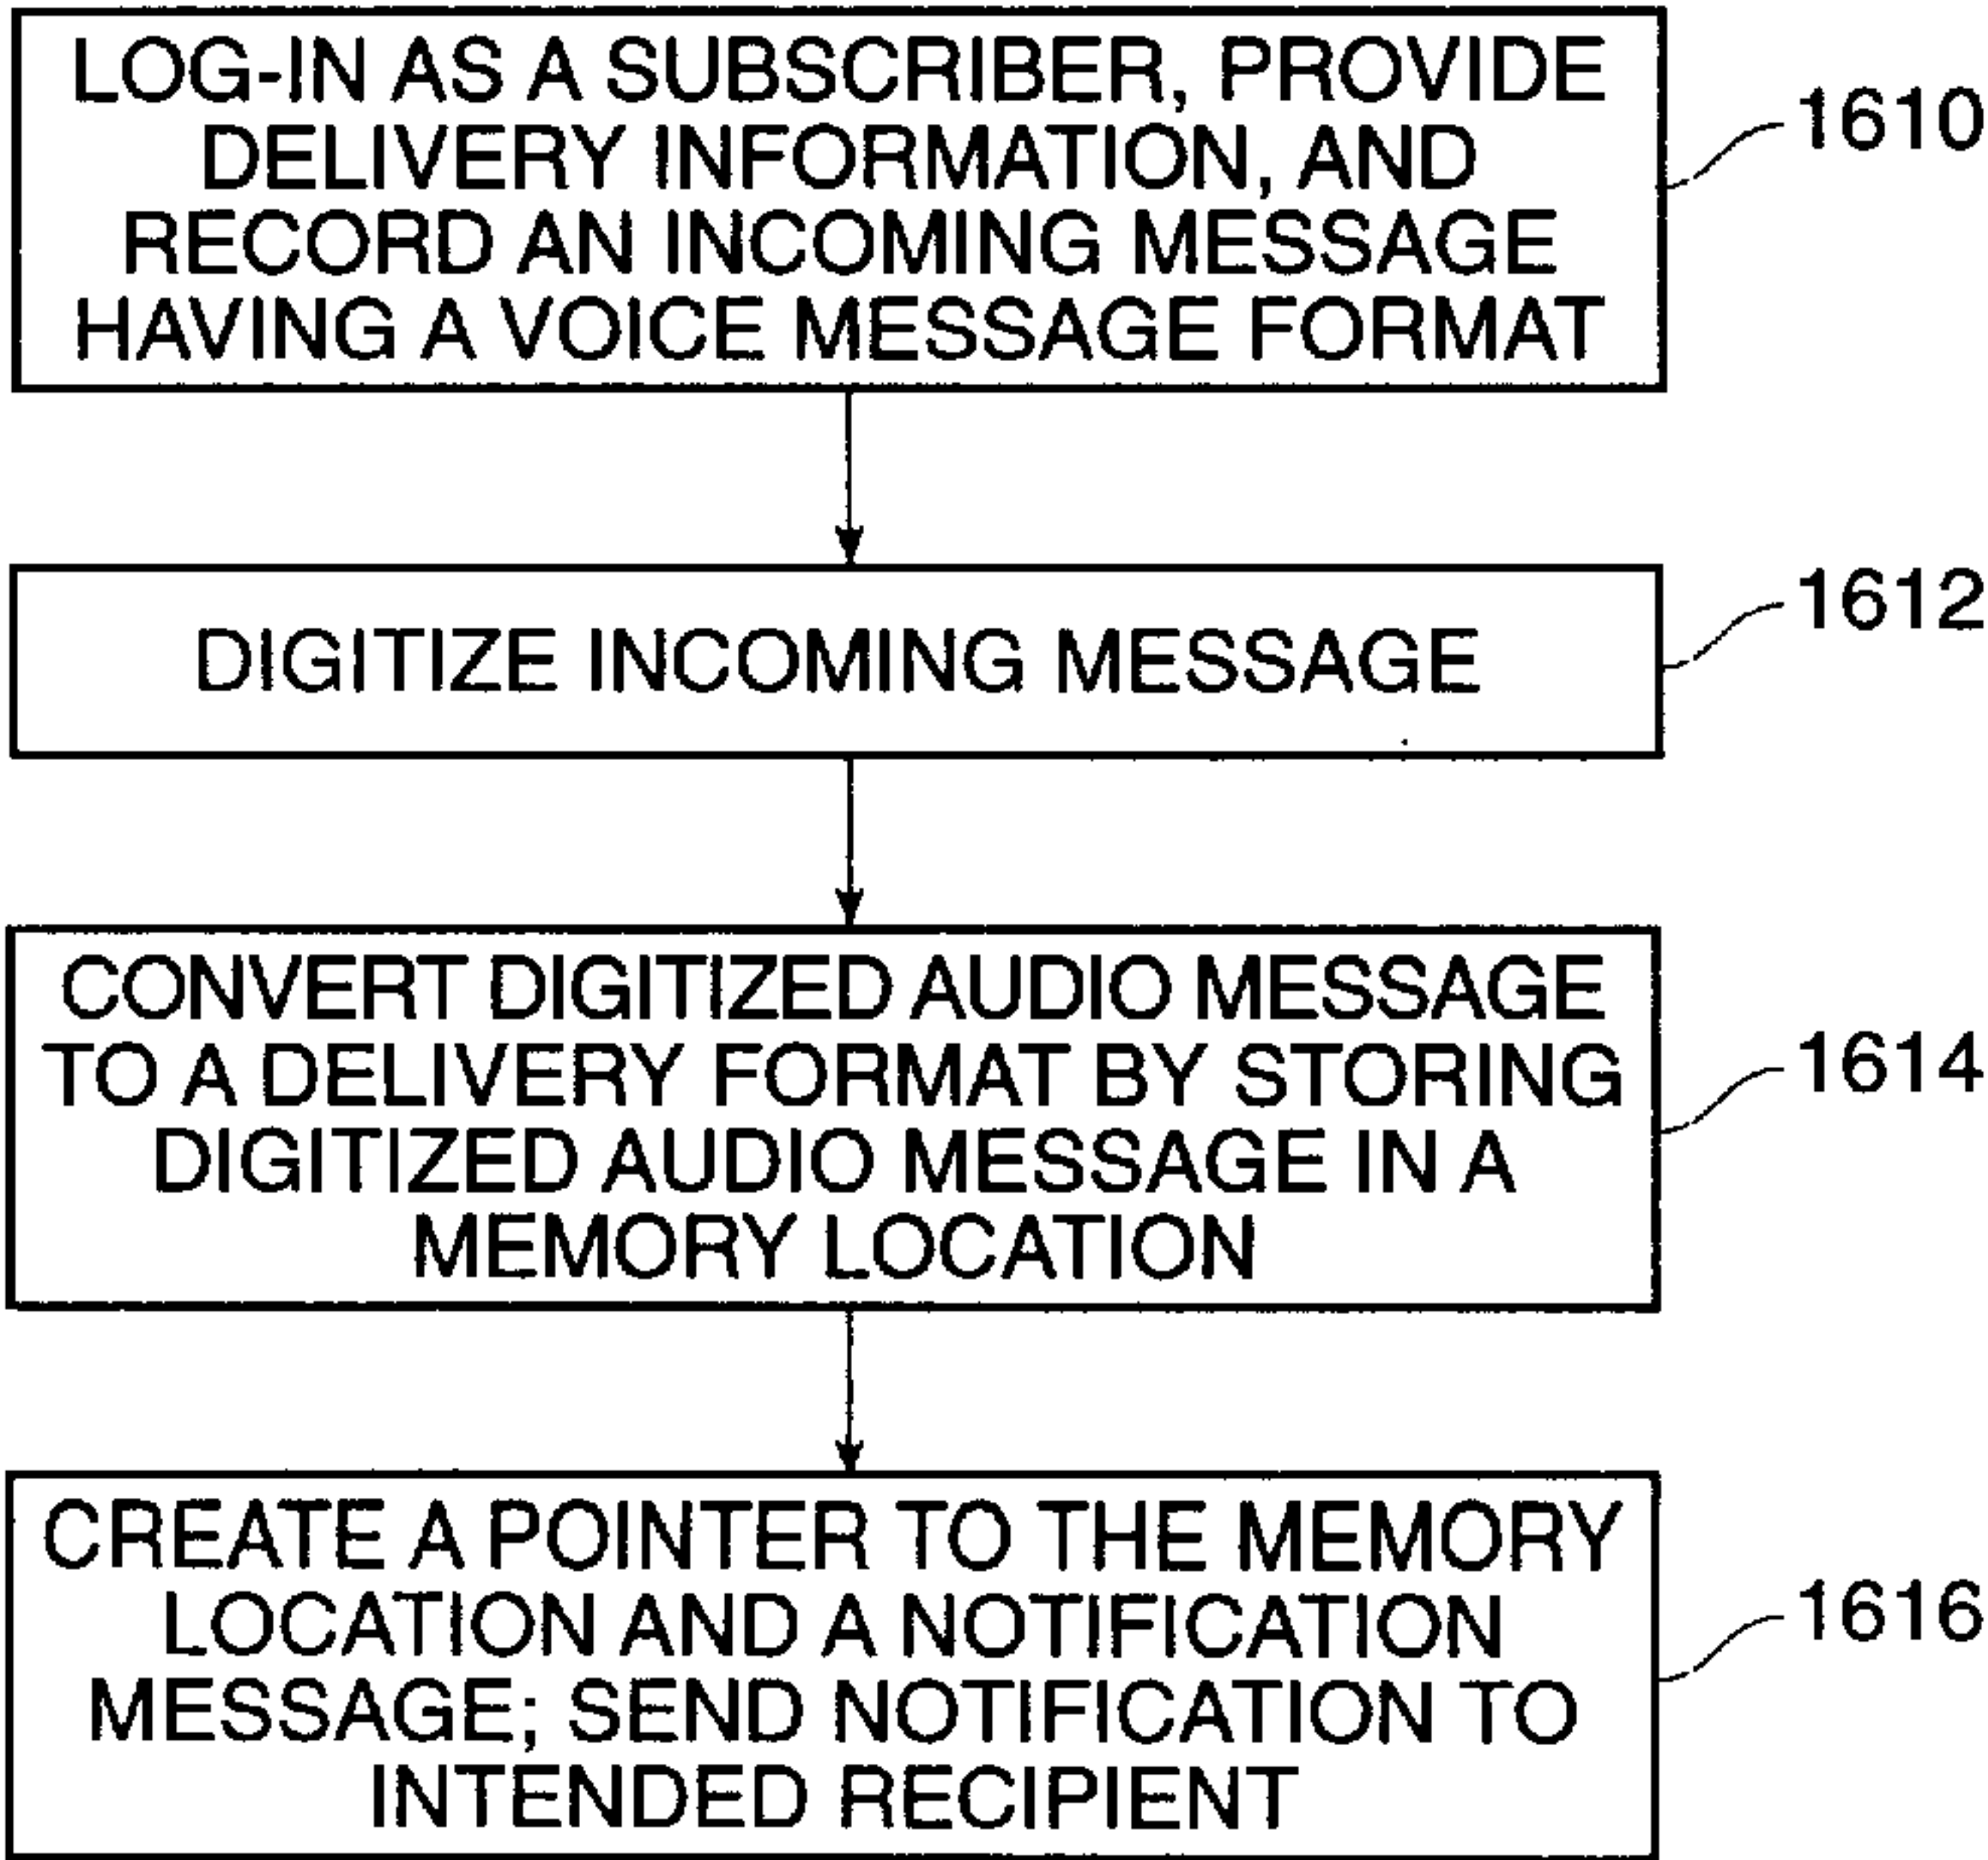 LOG-IN AS A SUBSCRIBER, PROVIDE
DELIVERY INFORMATION, AND
RECORD AN INCOMING MESSAGE
HAVING A VOICE MESSAGE FORMAT
1610
DIGITIZE INCOMING MESSAGE
1612
CONVERT DIGITIZED AUDIO MESSAGE
TO A DELIVERY FORMAT BY STORING
DIGITIZED AUDIO MESSAGE IN A
MEMORY LOCATION
1614
CREATE A POINTER TO THE MEMORY
LOCATION AND A NOTIFICATION
MESSAGE; SEND NOTIFICATION TO
INTENDED RECIPIENT
1616